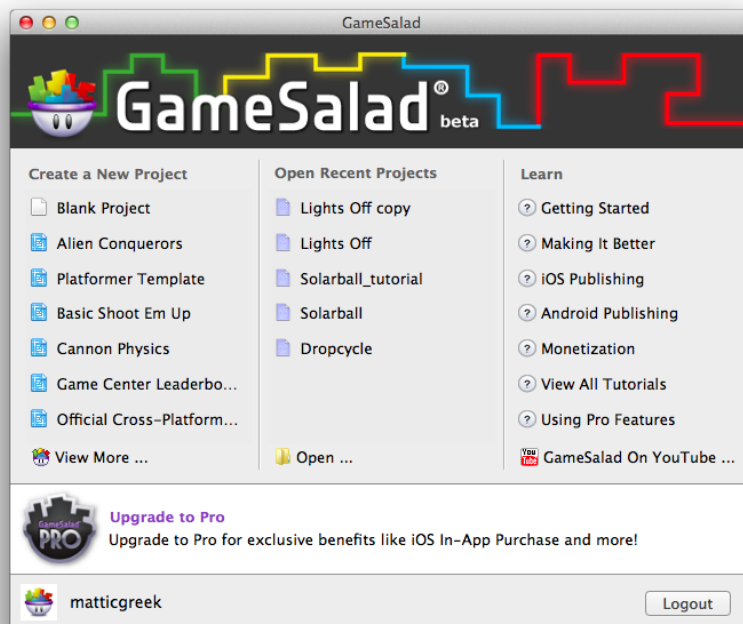 GameSalad
GameSalad®
beta
Create a New Project
Blank Project
Alien Conquerors
Platformer Template
Basic Shoot Em Up
Cannon Physics
Game Center Leaderbo...
Official Cross-Platform...
View More ...
Open Recent Projects
Lights Off copy
Lights Off
Solarball_tutorial
Solarball
Dropcycle
Open ...
Learn
Getting Started
Making It Better
iOS Publishing
Android Publishing
Monetization
View All Tutorials
Using Pro Features
You
Tube
GameSalad On YouTube ...
GameSalad
PRO
Upgrade to Pro
Upgrade to Pro for exclusive benefits like iOS In-App Purchase and more!
matticgreek
Logout